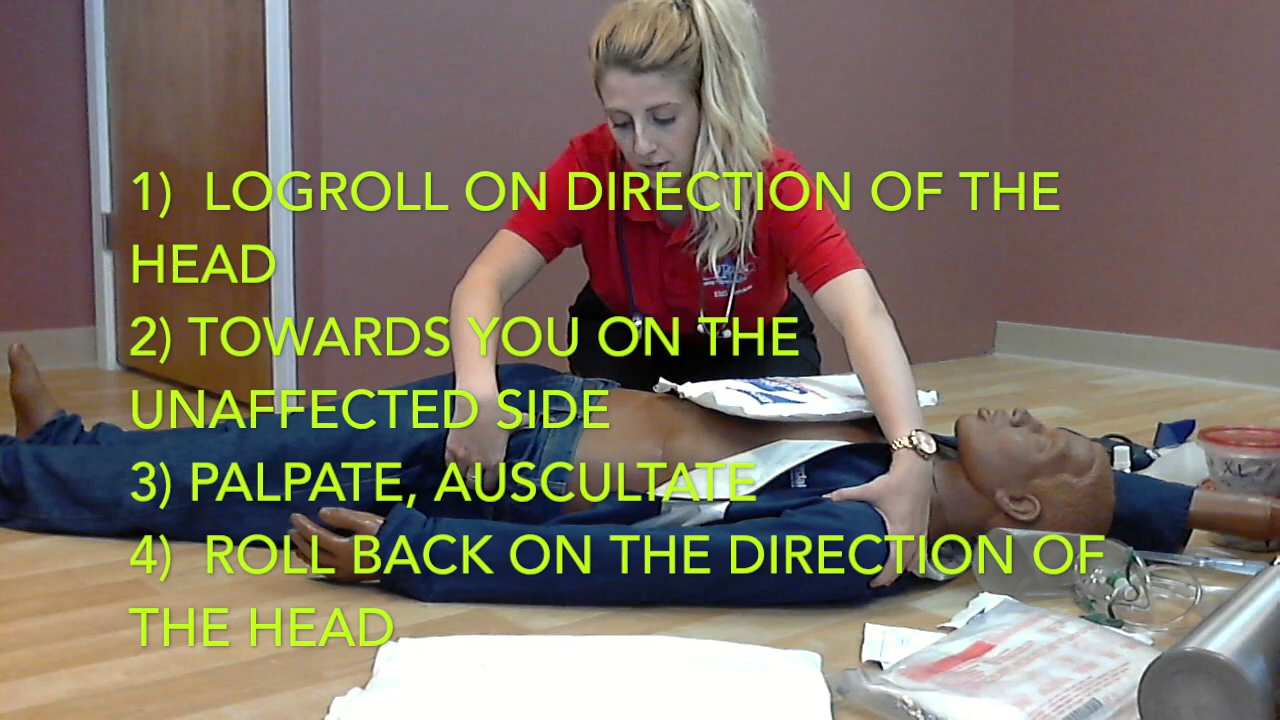 1) LOGROLL ON DIRECTION OF THE
HEAD
2) TOWARDS YOU ON THE
UNAFFECTED SIDE
3) PALPATE, AUSCULTATE
4) ROLL BACK ON THE DIRECTION OF
THE HEAD
XL